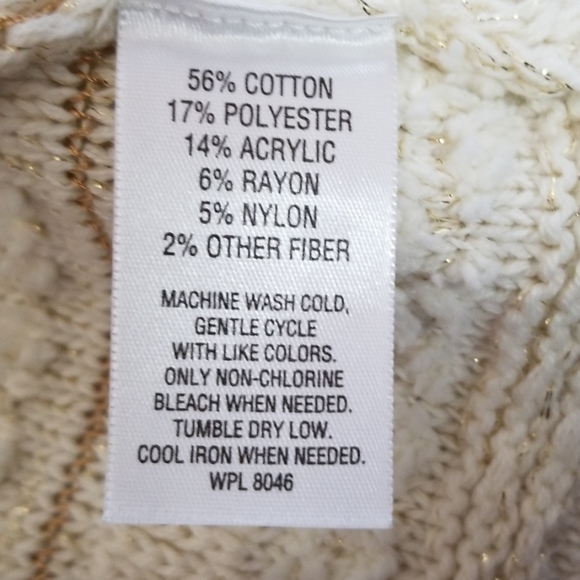 56% COTTON
17% POLYESTER
14% ACRYLIC
6% RAYON
5% NYLON
2% OTHER FIBER
MACHINE WASH COLD,
GENTLE CYCLE
WITH LIKE COLORS.
ONLY NON-CHLORINE
BLEACH WHEN NEEDED.
TUMBLE DRY LOW.
COOL IRON WHEN NEEDED.
WPL 8046